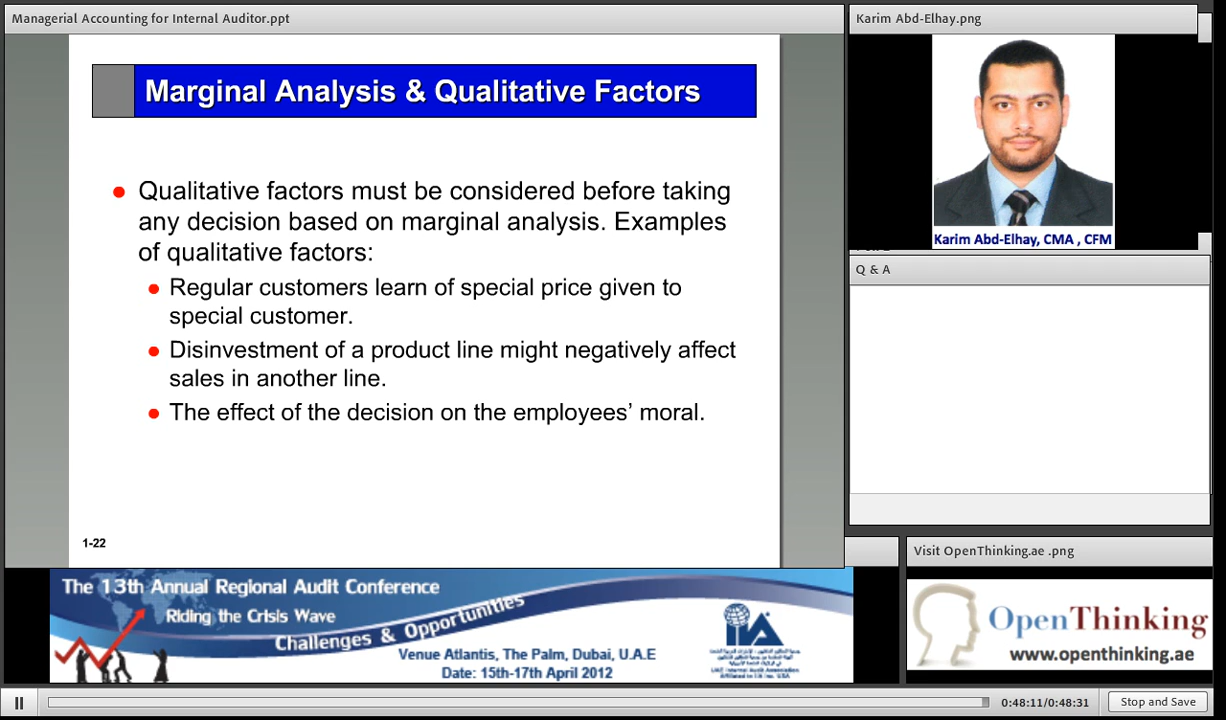 Managerial Accounting for Internal Auditor.ppt
Marginal Analysis & Qualitative Factors
Qualitative factors must be considered before taking
any decision based on marginal analysis. Examples
of qualitative factors:
Regular customers learn of special price given to
special customer.
Disinvestment of a product line might negatively affect
sales in another line.
The effect of the decision on the employees’ moral.
1-22
Karim Abd-Elhay.png
Karim Abd-Elhay, CMA , CFM
Q & A
The 13th Annual Regional Audit Conference
Riding the Crisis Wave
Challenges & Opportunities
Venue Atlantis, The Palm, Dubai, U.A.E
Date: 15th-17th April 2012
IIA
Visit OpenThinking.ae .png
OpenThinking
www.openthinking.ae
0:48:11/0:48:31
Stop and Save